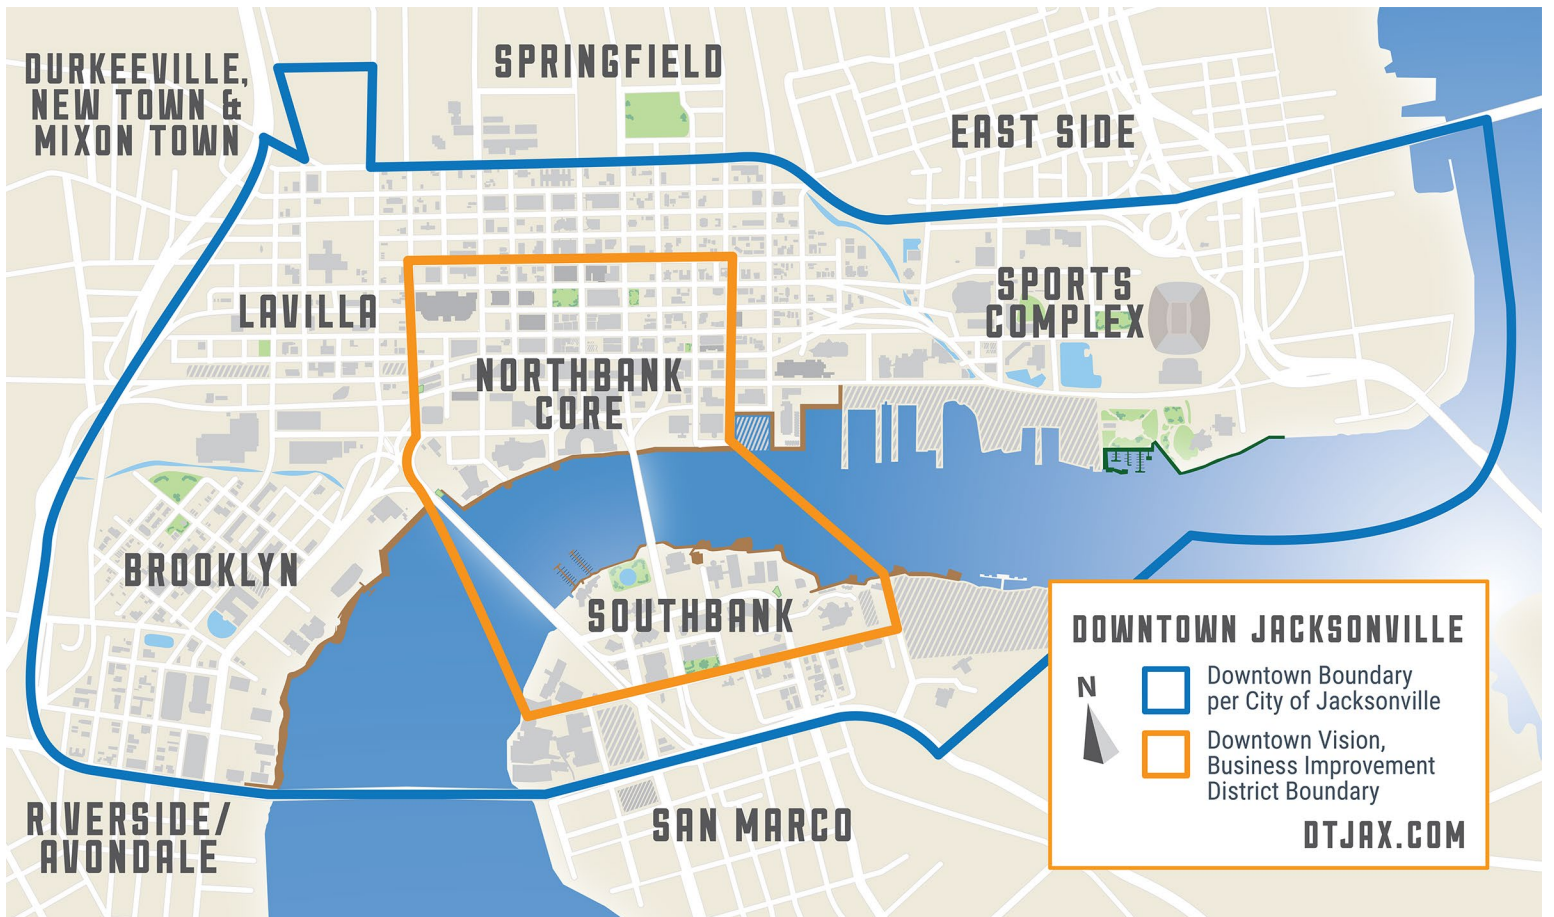 DURKEEVILLE,
NEW TOWN &
MIXON TOWN
SPRINGFIELD
EAST SIDE
LAVILLA
SPORTS
COMPLEX
NORTHBANK
CORE
BROOKLYN
SOUTHBANK
RIVERSIDE/
AVONDALE
SAN MARCO
DOWNTOWN JACKSONVILLE
N
Downtown Boundary
per City of Jacksonville
Downtown Vision,
Business Improvement
District Boundary
DTJAX.COM